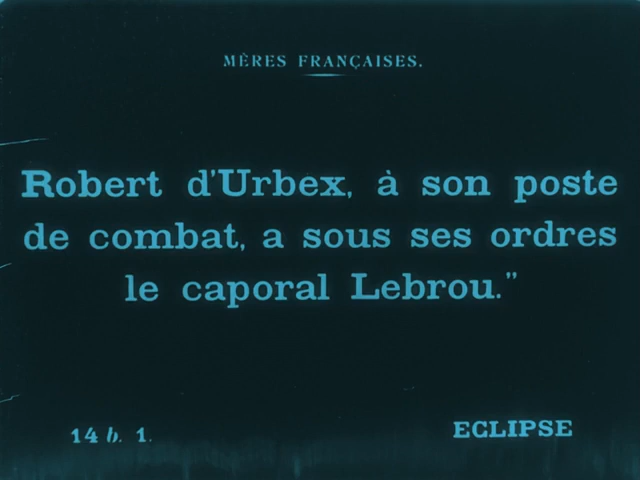 MÈRES FRANÇAISES.
Robert d'Urbex, à son poste
de combat, a sous ses ordres
le caporal Lebrou."
14 b. 1.
ECLIPSE